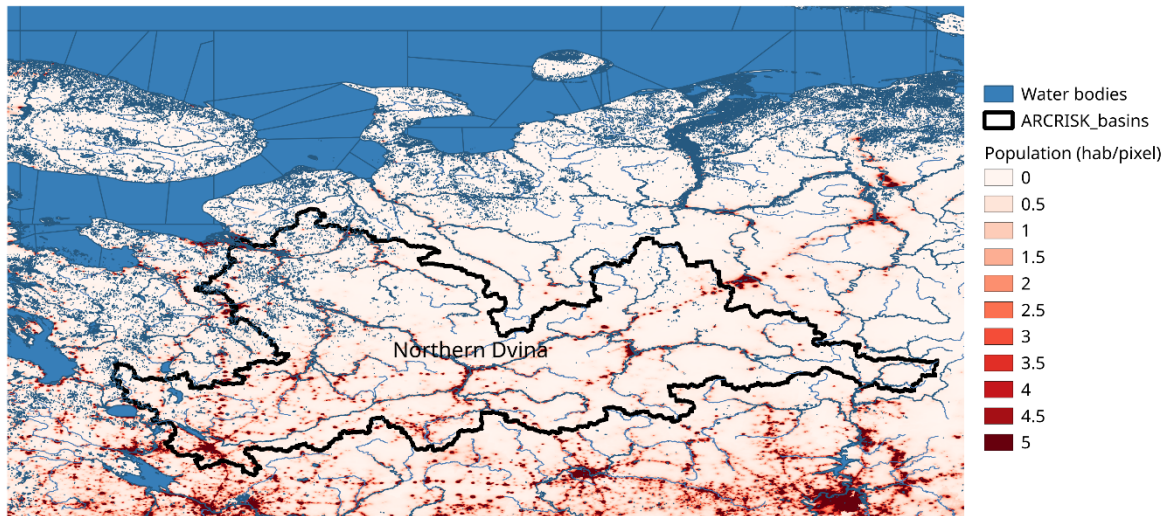 Water bodies
ARCRISK_basins
Population (hab/pixel)
0
0.5
1
1.5
2
2.5
3
3.5
4
4.5
5
Northern Dvina